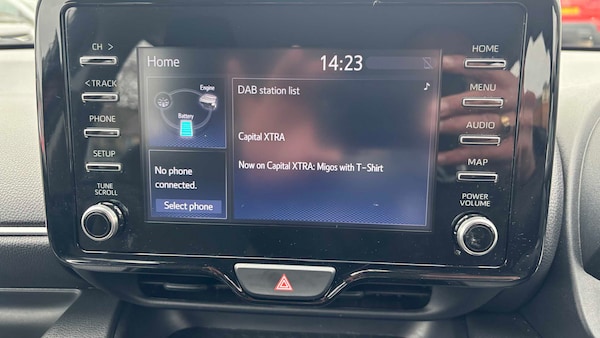 CH >
< TRACK
PHONE
SETUP
TUNE
SCROLL
Home
14:23
Engine
Battery
No phone
connected.
Select phone
DAB station list
Capital XTRA
Now on Capital XTRA: Migos with T-Shirt
HOME
MENU
AUDIO
MAP
POWER
VOLUME